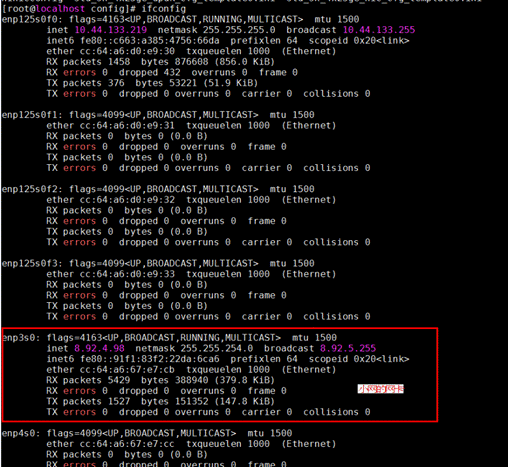 [root@localhost config]# ifconfig
enp125s0f0: flags=4163<UP,BROADCAST,RUNNING,MULTICAST>  mtu 1500
        inet 10.44.133.219  netmask 255.255.255.0  broadcast 10.44.133.255
        inet6 fe80::c663:a385:4756:66da  prefixlen 64  scopeid 0x20<link>
        ether cc:64:a6:d0:e9:30  txqueuelen 1000  (Ethernet)
        RX packets 1458  bytes 876608 (856.0 KiB)
        RX errors 0  dropped 432  overruns 0  frame 0
        TX packets 376  bytes 53221 (51.9 KiB)
        TX errors 0  dropped 0 overruns 0  carrier 0  collisions 0
enp125s0f1: flags=4099<UP,BROADCAST,MULTICAST>  mtu 1500
        ether cc:64:a6:d0:e9:31  txqueuelen 1000  (Ethernet)
        RX packets 0  bytes 0 (0.0 B)
        RX errors 0  dropped 0  overruns 0  frame 0
        TX packets 0  bytes 0 (0.0 B)
        TX errors 0  dropped 0 overruns 0  carrier 0  collisions 0
enp125s0f2: flags=4099<UP,BROADCAST,MULTICAST>  mtu 1500
        ether cc:64:a6:d0:e9:32  txqueuelen 1000  (Ethernet)
        RX packets 0  bytes 0 (0.0 B)
        RX errors 0  dropped 0  overruns 0  frame 0
        TX packets 0  bytes 0 (0.0 B)
        TX errors 0  dropped 0 overruns 0  carrier 0  collisions 0
enp125s0f3: flags=4099<UP,BROADCAST,MULTICAST>  mtu 1500
        ether cc:64:a6:d0:e9:33  txqueuelen 1000  (Ethernet)
        RX packets 0  bytes 0 (0.0 B)
        RX errors 0  dropped 0  overruns 0  frame 0
        TX packets 0  bytes 0 (0.0 B)
        TX errors 0  dropped 0 overruns 0  carrier 0  collisions 0
enp3s0: flags=4163<UP,BROADCAST,RUNNING,MULTICAST>  mtu 1500
        inet 8.92.4.98  netmask 255.255.254.0  broadcast 8.92.5.255
        inet6 fe80::91f1:83f2:22da:6ca6  prefixlen 64  scopeid 0x20<link>
        ether cc:64:a6:67:e7:cb  txqueuelen 1000  (Ethernet)
        RX packets 5429  bytes 388940 (379.8 KiB)
        RX errors 0  dropped 0  overruns 0  frame 0
        TX packets 1527  bytes 151352 (147.8 KiB)
        TX errors 0  dropped 0 overruns 0  carrier 0  collisions 0
enp4s0: flags=4099<UP,BROADCAST,MULTICAST>  mtu 1500
        ether cc:64:a6:67:e7:cc  txqueuelen 1000  (Ethernet)
        RX packets 0  bytes 0 (0.0 B)